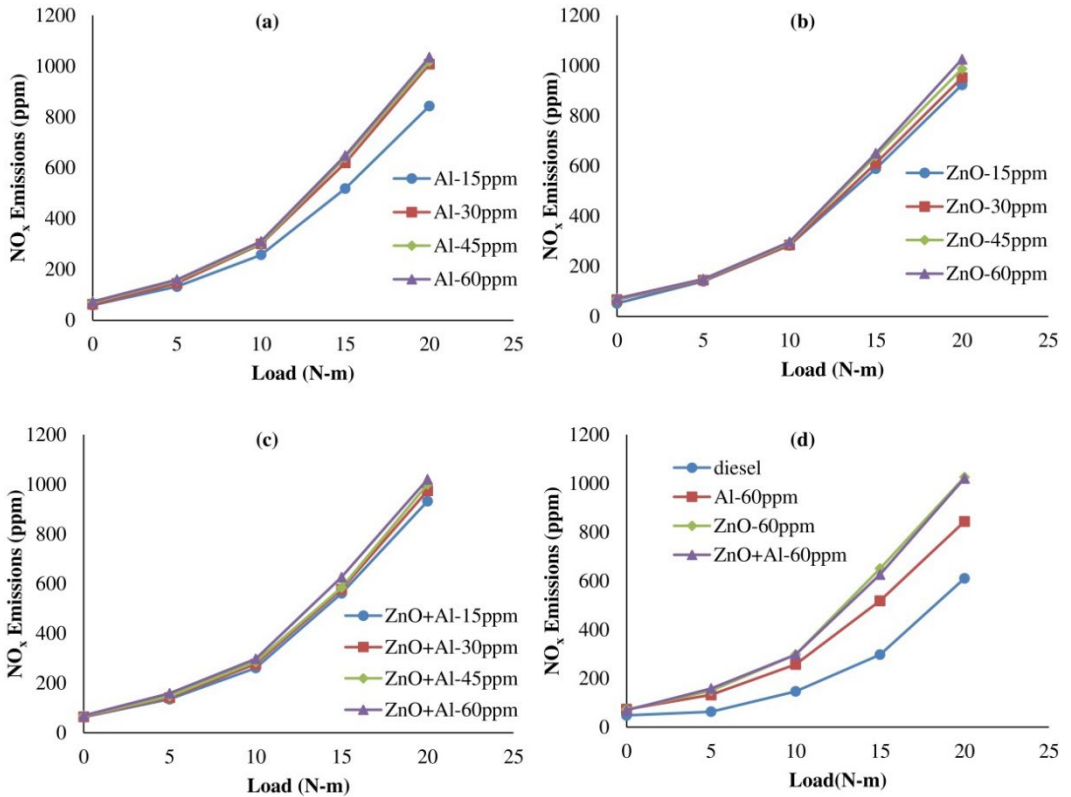 (a)
NOx Emissions (ppm)
1200
1000
800
600
400
200
0
Al-15ppm
Al-30ppm
Al-45ppm
Al-60ppm
0 5 10 15 20 25
Load (N-m)
(b)
NOx Emissions (ppm)
1200
1000
800
600
400
200
0
ZnO-15ppm
ZnO-30ppm
ZnO-45ppm
ZnO-60ppm
0 5 10 15 20 25
Load (N-m)
(c)
NOx Emissions (ppm)
1200
1000
800
600
400
200
0
ZnO+Al-15ppm
ZnO+Al-30ppm
ZnO+Al-45ppm
ZnO+Al-60ppm
0 5 10 15 20 25
Load (N-m)
(d)
NOx Emissions (ppm)
1200
1000
800
600
400
200
0
diesel
Al-60ppm
ZnO-60ppm
ZnO+Al-60ppm
0 5 10 15 20 25
Load(N-m)